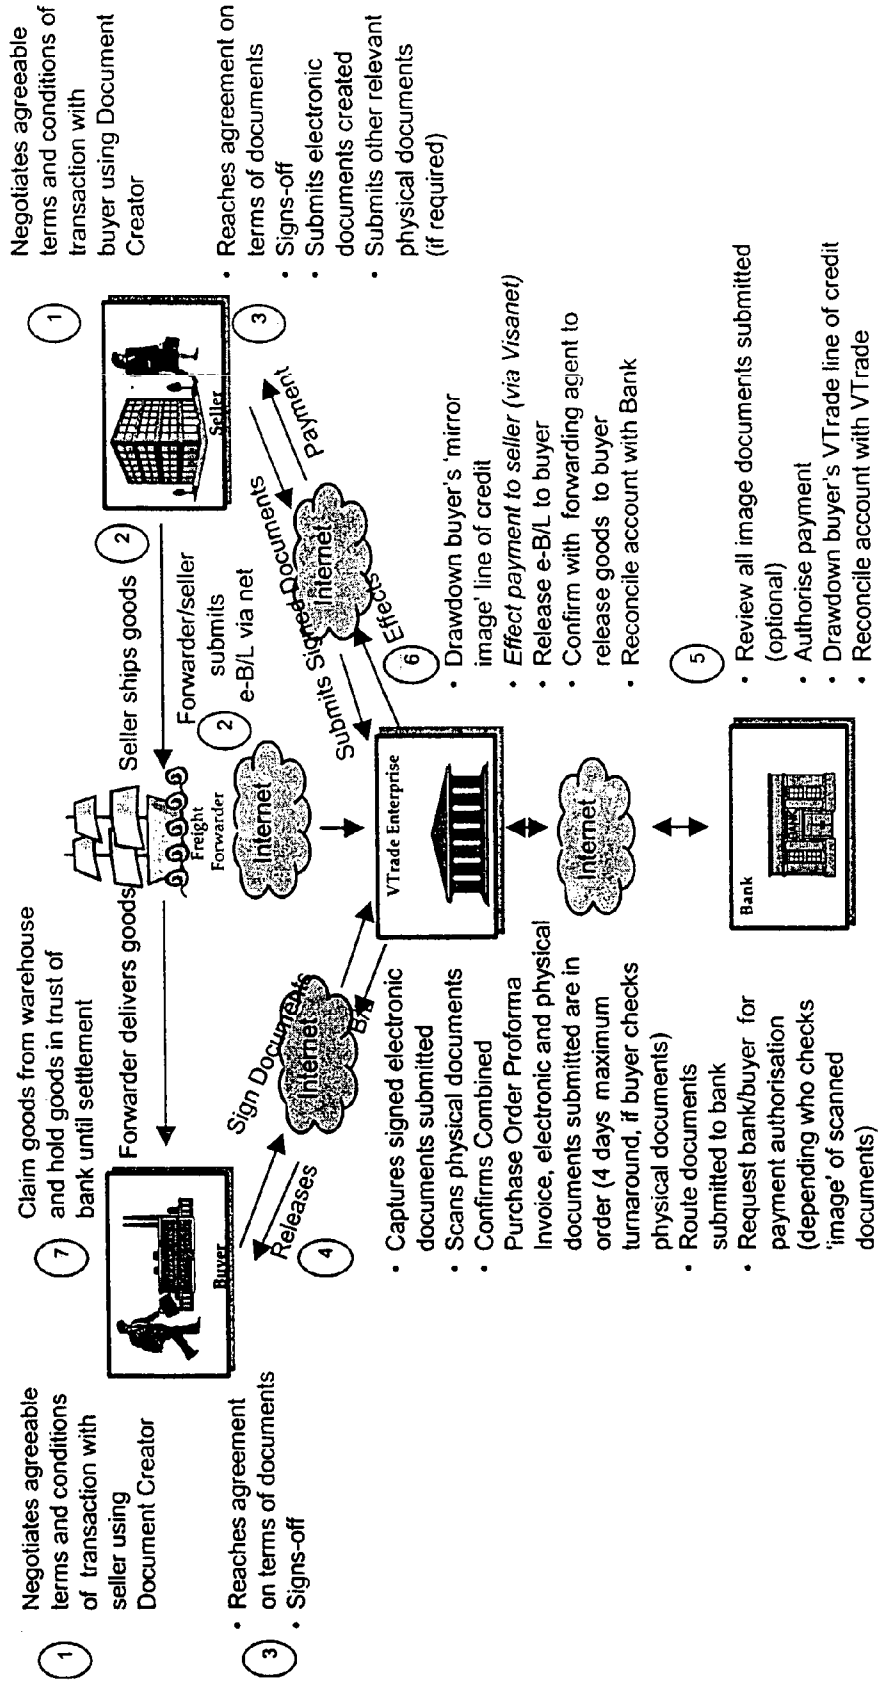 1
Negotiates agreeable
terms and conditions
of transaction with
seller using
Document Creator
3
• Reaches agreement
on terms of documents
• Signs-off
7
Claim goods from warehouse
and hold goods in trust of
bank until settlement
Buyer
Forwarder delivers goods
Freight
Forwarder
Seller ships goods
2
Forwarder/seller
submits
e-B/L via net
2
Internet
Seller
1
Negotiates agreeable
terms and conditions of
transaction with
buyer using Document
Creator
3
• Reaches agreement on
terms of documents
• Signs-off
• Submits electronic
documents created
• Submits other relevant
physical documents
(if required)
Sign Documents
Internet
Releases
B/L
4
• Captures signed electronic
documents submitted
• Scans physical documents
• Confirms Combined
Purchase Order Proforma
Invoice, electronic and physical
documents submitted are in
order (4 days maximum
turnaround, if buyer checks
physical documents)
• Route documents
submitted to bank
• Request bank/buyer for
payment authorisation
(depending who checks
'image' of scanned
documents)
VTrade Enterprise
Submits Signed Documents
Internet
Effects
Payment
6
• Drawdown buyer's 'mirror
image' line of credit
• Effect payment to seller (via Visanet)
• Release e-B/L to buyer
• Confirm with forwarding agent to
release goods to buyer
• Reconcile account with Bank
Internet
Bank
BANK
5
• Review all image documents submitted
(optional)
• Authorise payment
• Drawdown buyer's VTrade line of credit
• Reconcile account with VTrade